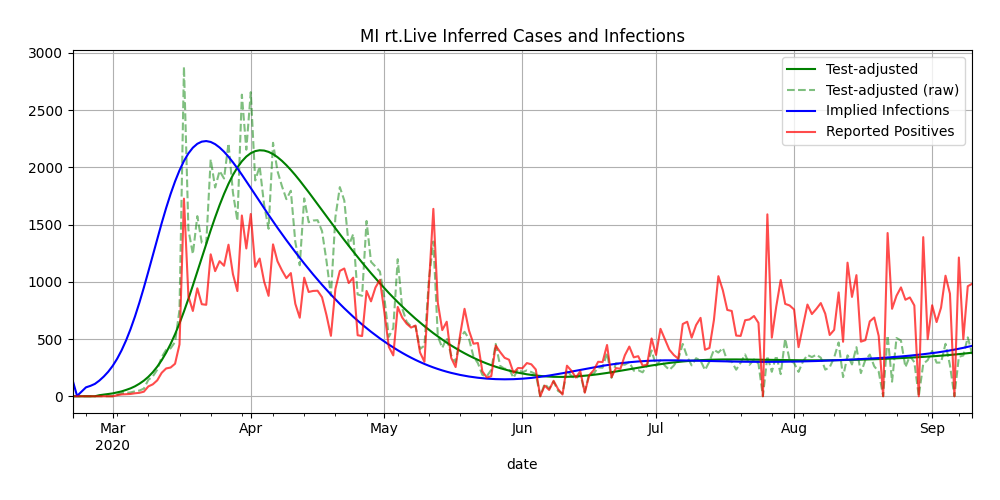 MI rt.Live Inferred Cases and Infections
3000
2500
2000
1500
1000
500
0
Test-adjusted
Test-adjusted (raw)
Implied Infections
Reported Positives
Mar Apr May Jun Jul Aug Sep
2020
date